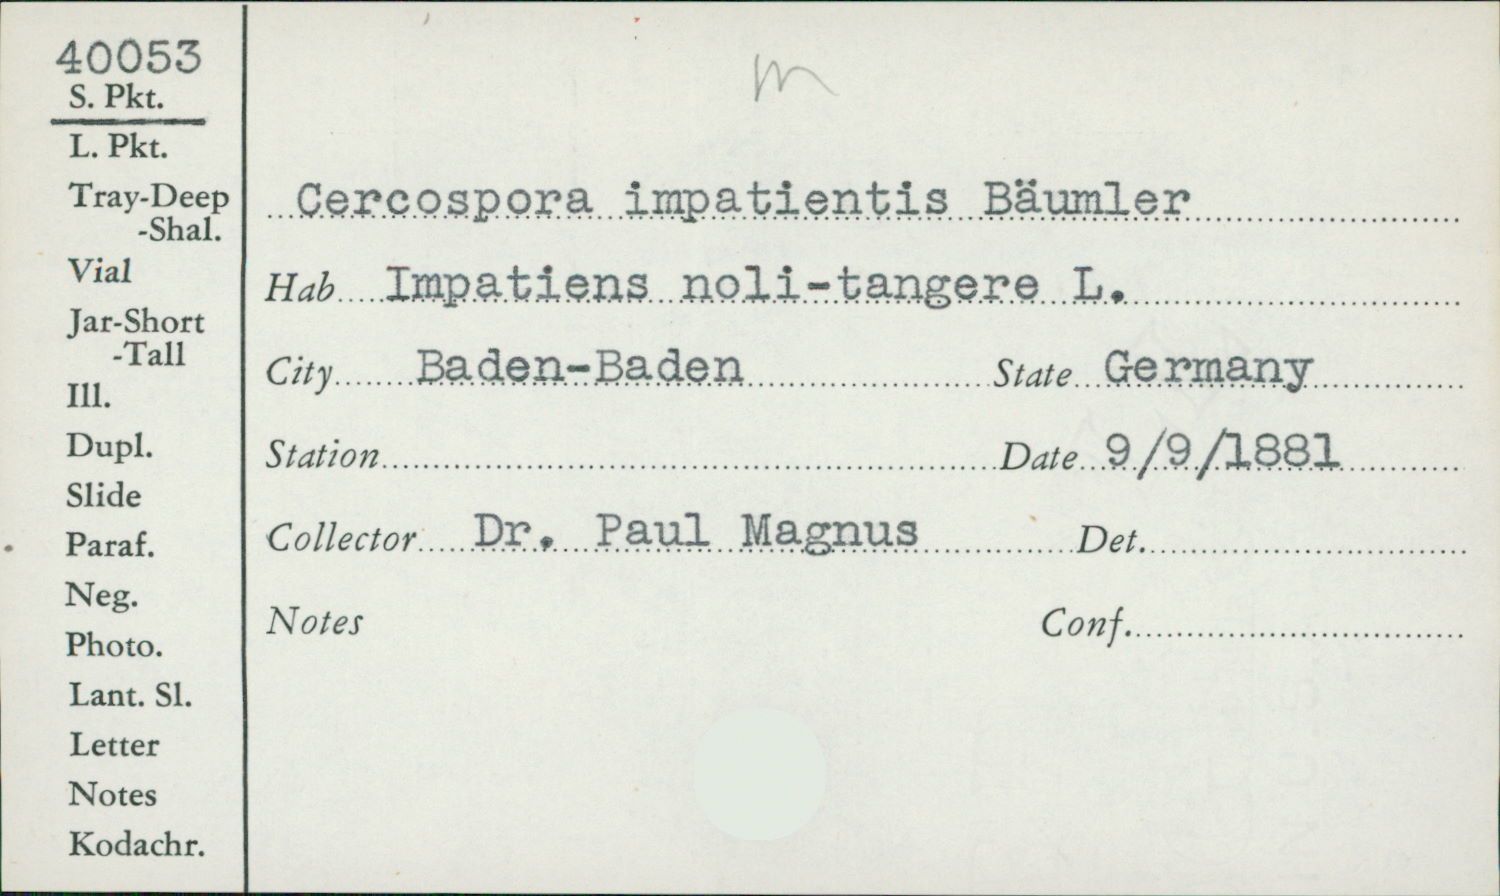 40053
S. Pkt.
L. Pkt.
Tray-Deep
-Shal.
Vial
Jar-Short
-Tall
Ill.
Dupl.
Slide
Paraf.
Neg.
Photo.
Lant. Sl.
Letter
Notes
Kodachr.
m
Cercospora impatientis Bäumler
Hab Impatiens noli-tangere L.
City Baden-Baden State Germany
Station Date 9/9/1881
Collector Dr. Paul Magnus Det.
Notes Conf.